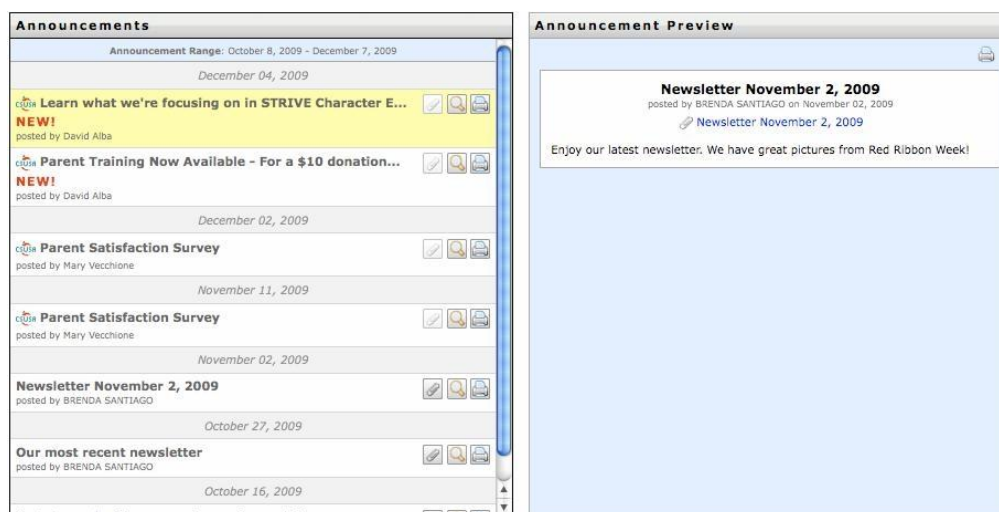 Announcements
Announcement Range: October 8, 2009 - December 7, 2009
December 04, 2009
CSUSA Learn what we're focusing on in STRIVE Character E...
NEW!
posted by David Alba
CSUSA Parent Training Now Available - For a $10 donation...
NEW!
posted by David Alba
December 02, 2009
CSUSA Parent Satisfaction Survey
posted by Mary Vecchione
November 11, 2009
CSUSA Parent Satisfaction Survey
posted by Mary Vecchione
November 02, 2009
Newsletter November 2, 2009
posted by BRENDA SANTIAGO
October 27, 2009
Our most recent newsletter
posted by BRENDA SANTIAGO
October 16, 2009
Announcement Preview
Newsletter November 2, 2009
posted by BRENDA SANTIAGO on November 02, 2009
Newsletter November 2, 2009
Enjoy our latest newsletter. We have great pictures from Red Ribbon Week!